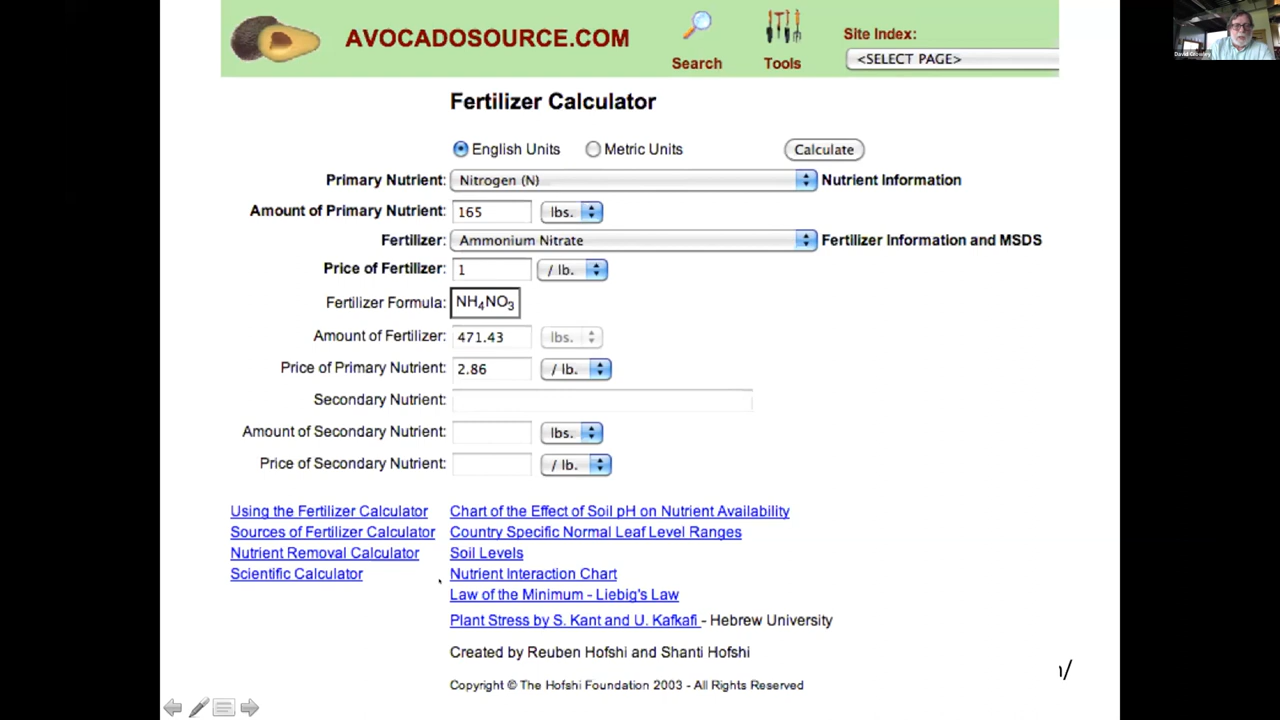 AVOCADOSOURCE.COM
Search
Tools
Site Index:
<SELECT PAGE>
Fertilizer Calculator
English Units Metric Units Calculate
Primary Nutrient: Nitrogen (N) Nutrient Information
Amount of Primary Nutrient: 165 lbs.
Fertilizer: Ammonium Nitrate Fertilizer Information and MSDS
Price of Fertilizer: 1 / lb.
Fertilizer Formula: NH4NO3
Amount of Fertilizer: 471.43 lbs.
Price of Primary Nutrient: 2.86 / lb.
Secondary Nutrient:
Amount of Secondary Nutrient: lbs.
Price of Secondary Nutrient: / lb.
Using the Fertilizer Calculator Chart of the Effect of Soil pH on Nutrient Availability
Sources of Fertilizer Calculator Country Specific Normal Leaf Level Ranges
Nutrient Removal Calculator Soil Levels
Scientific Calculator Nutrient Interaction Chart
Law of the Minimum - Liebig's Law
Plant Stress by S. Kant and U. Kafkafi - Hebrew University
Created by Reuben Hofshi and Shanti Hofshi
Copyright © The Hofshi Foundation 2003 - All Rights Reserved